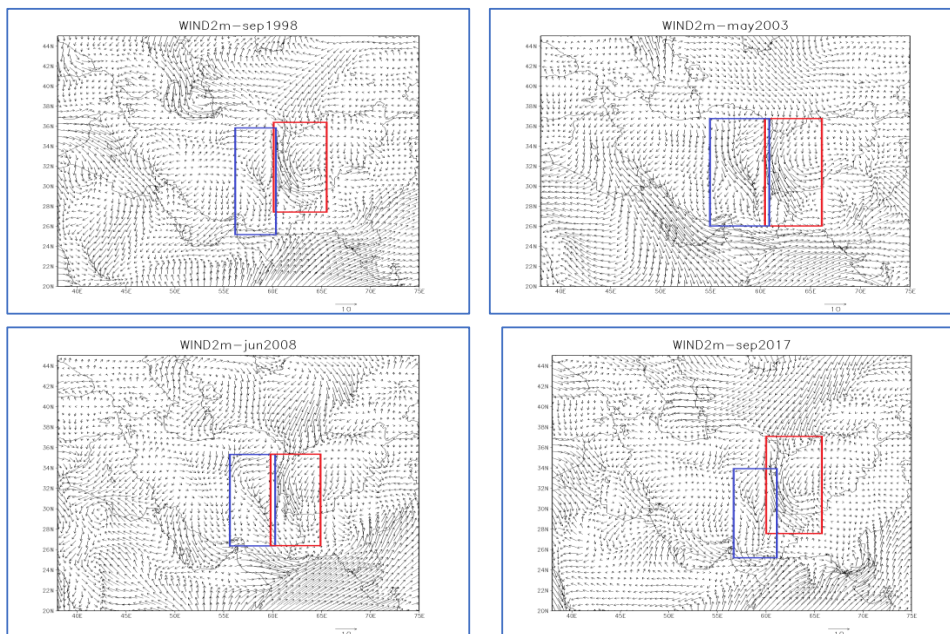 WIND2m-sep1998
44N
42N
40N
38N
36N
34N
32N
30N
28N
26N
24N
22N
20N
40E 45E 50E 55E 60E 65E 70E 75E
10
WIND2m-may2003
44N
42N
40N
38N
36N
34N
32N
30N
28N
26N
24N
22N
20N
40E 45E 50E 55E 60E 65E 70E 75E
10
WIND2m-jun2008
44N
42N
40N
38N
36N
34N
32N
30N
28N
26N
24N
22N
20N
40E 45E 50E 55E 60E 65E 70E 75E
WIND2m-sep2017
44N
42N
40N
38N
36N
34N
32N
30N
28N
26N
24N
22N
20N
40E 45E 50E 55E 60E 65E 70E 75E